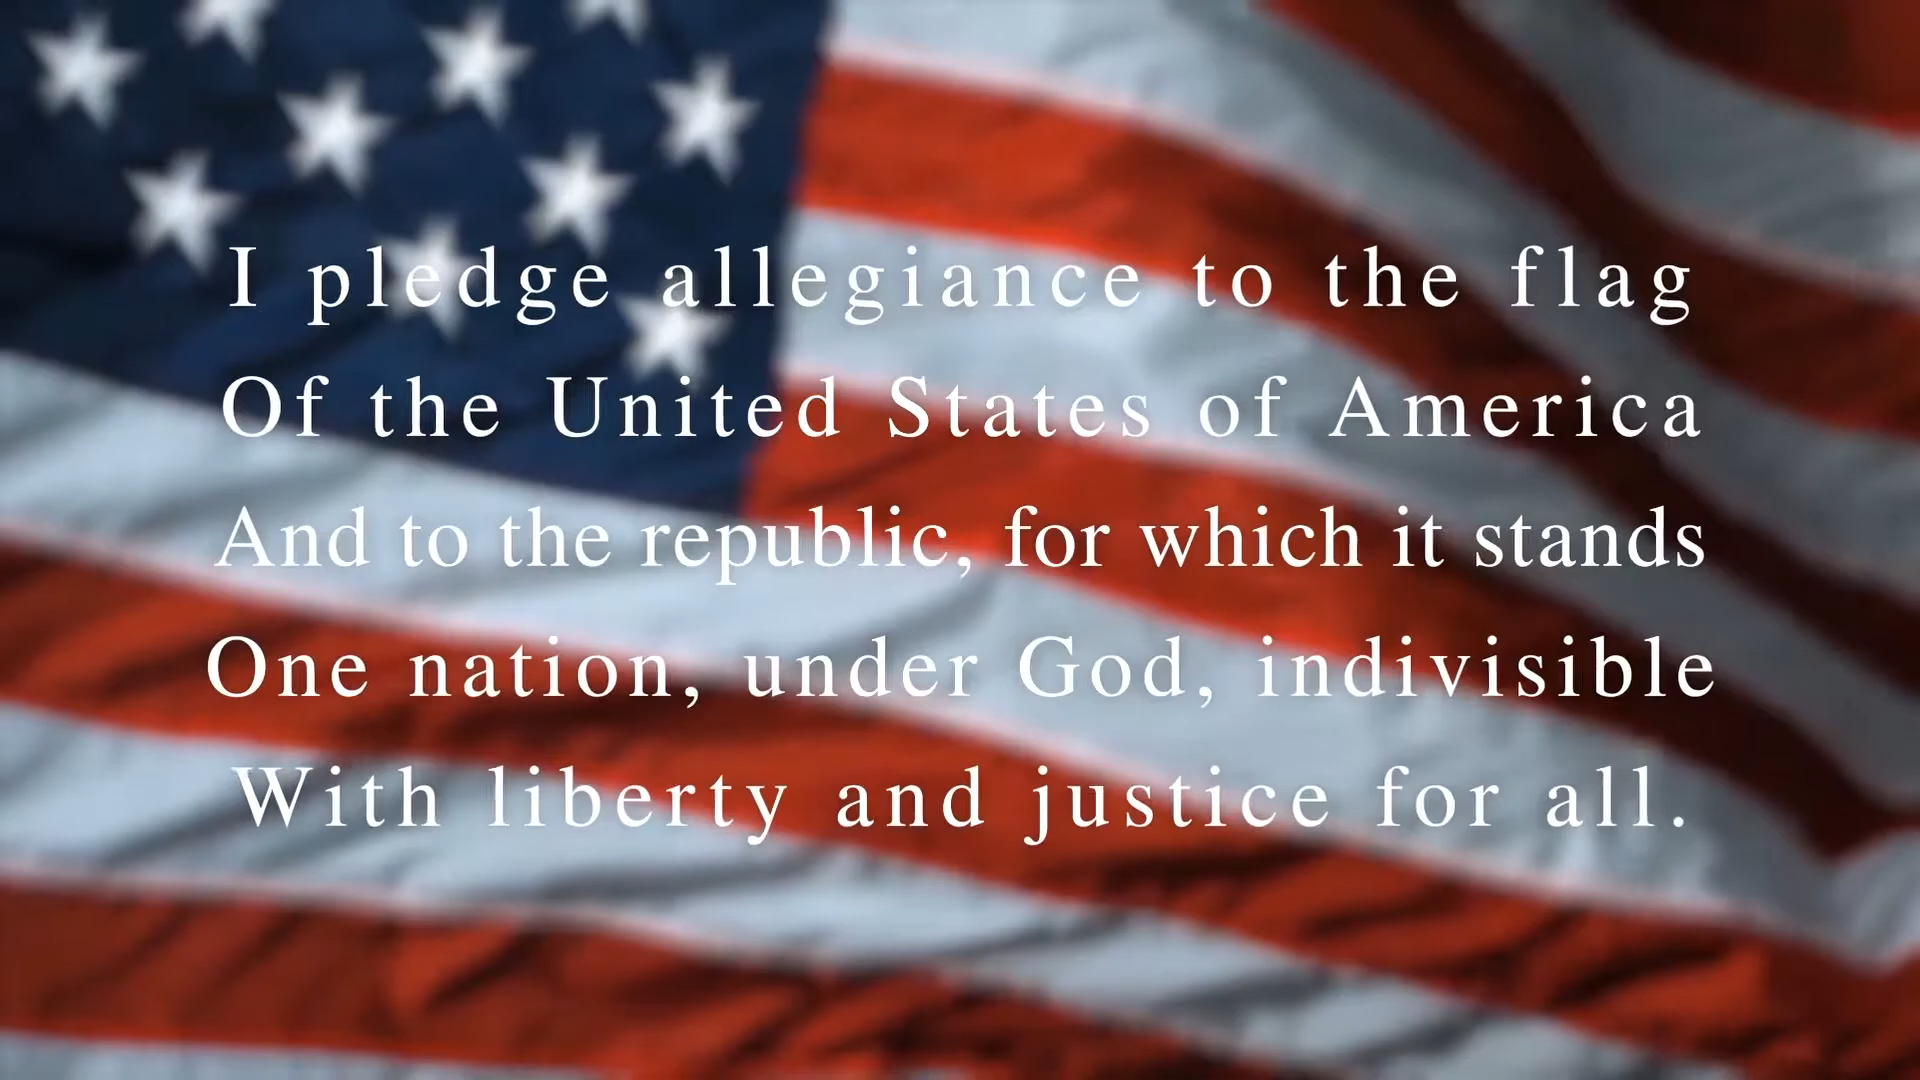 I pledge allegiance to the flag
Of the United States of America
And to the republic, for which it stands
One nation, under God, indivisible
With liberty and justice for all.